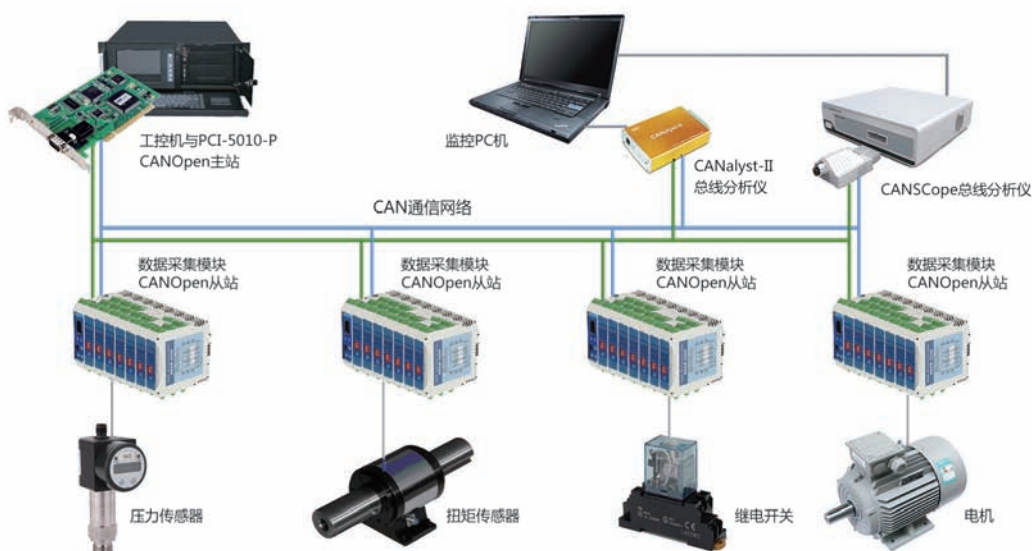 工控机与PCI-5010-P
CANOpen主站
监控PC机
CANalyst-II
CANalyst-II
总线分析仪
CANSCope总线分析仪
CAN通信网络
数据采集模块
CANOpen从站
数据采集模块
CANOpen从站
数据采集模块
CANOpen从站
数据采集模块
CANOpen从站
压力传感器
扭矩传感器
继电开关
电机